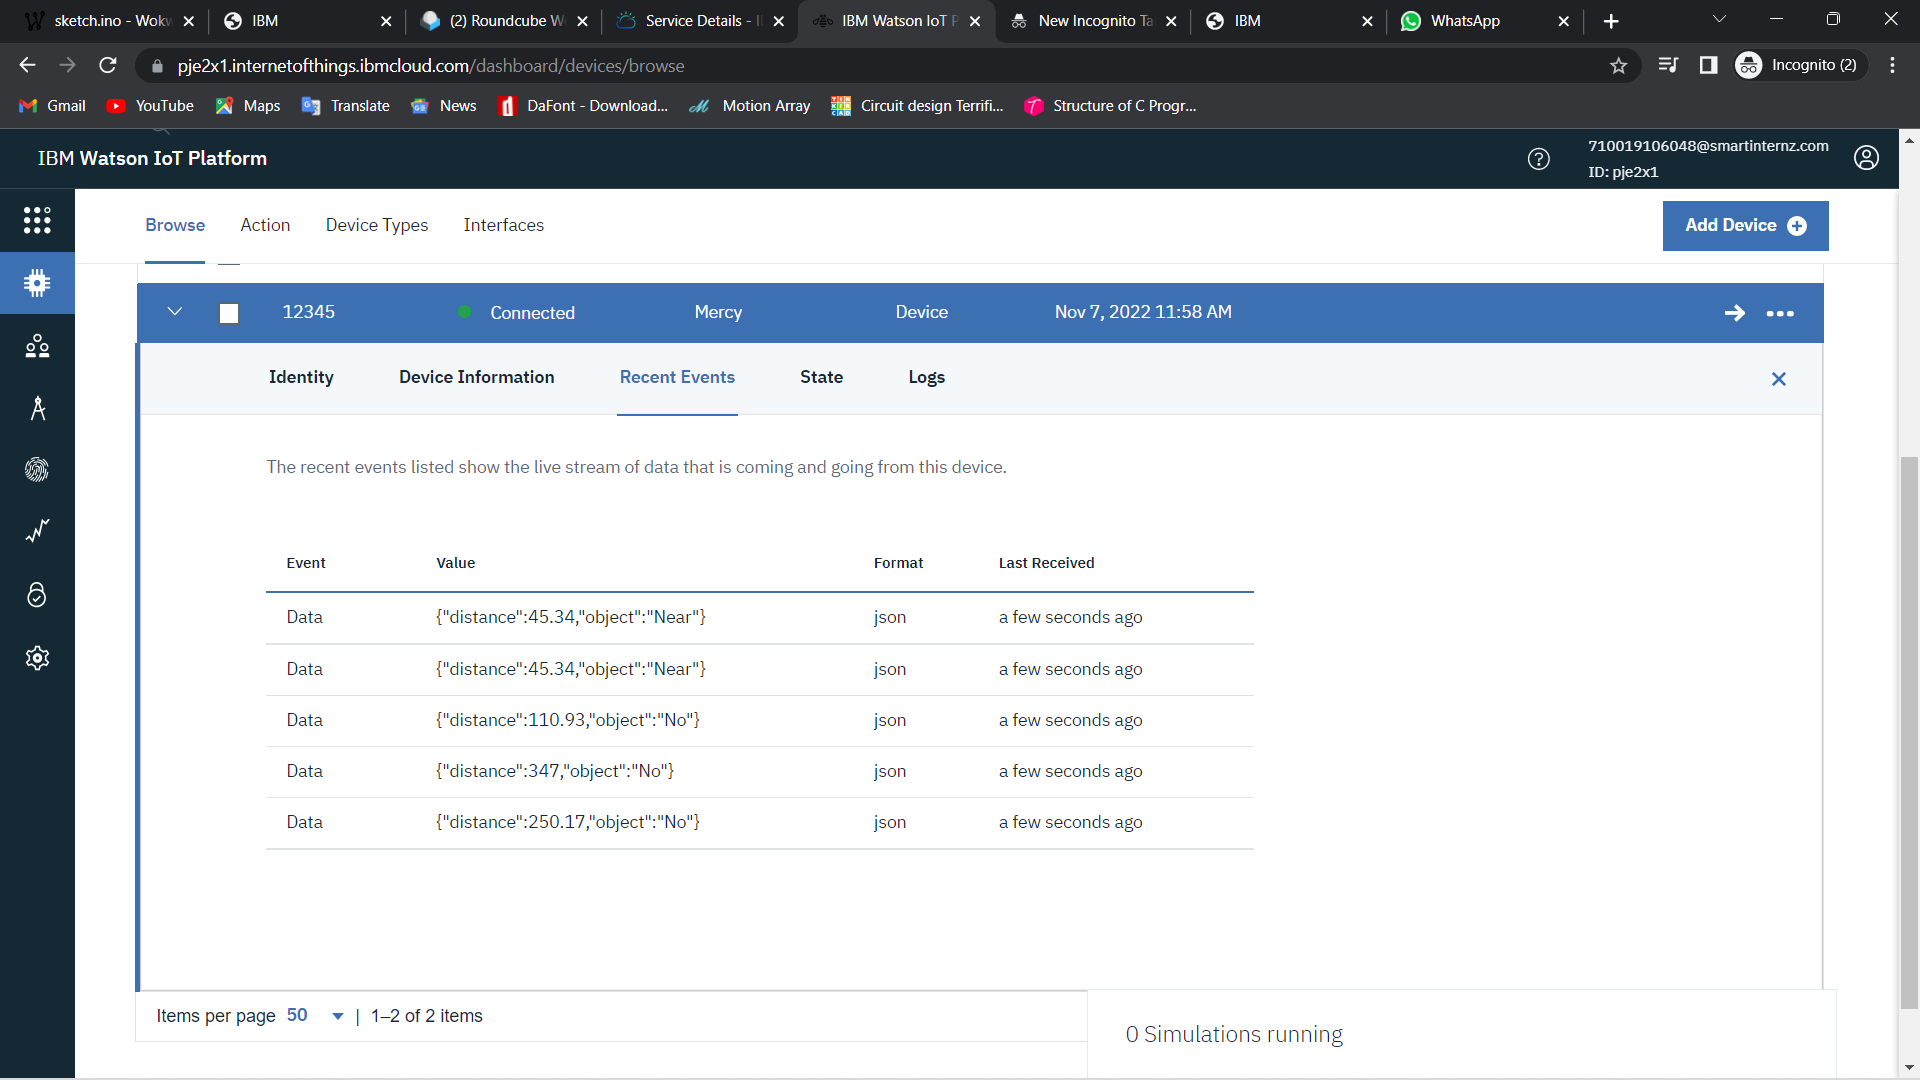 sketch.ino - Wokw
IBM
(2) Roundcube W
Service Details - I
IBM Watson IoT P
New Incognito Ta
IBM
WhatsApp
pje2x1.internetofthings.ibmcloud.com/dashboard/devices/browse
Incognito (2)
Gmail
YouTube
Maps
Translate
News
DaFont - Download...
Motion Array
Circuit design Terrifi...
Structure of C Progr...
IBM Watson IoT Platform
710019106048@smartinternz.com
ID: pje2x1
Browse
Action
Device Types
Interfaces
Add Device
12345
Connected
Mercy
Device
Nov 7, 2022 11:58 AM
Identity
Device Information
Recent Events
State
Logs
The recent events listed show the live stream of data that is coming and going from this device.
Event Value Format Last Received
Data {"distance":45.34,"object":"Near"} json a few seconds ago
Data {"distance":45.34,"object":"Near"} json a few seconds ago
Data {"distance":110.93,"object":"No"} json a few seconds ago
Data {"distance":347,"object":"No"} json a few seconds ago
Data {"distance":250.17,"object":"No"} json a few seconds ago
Items per page 50 | 1–2 of 2 items
0 Simulations running